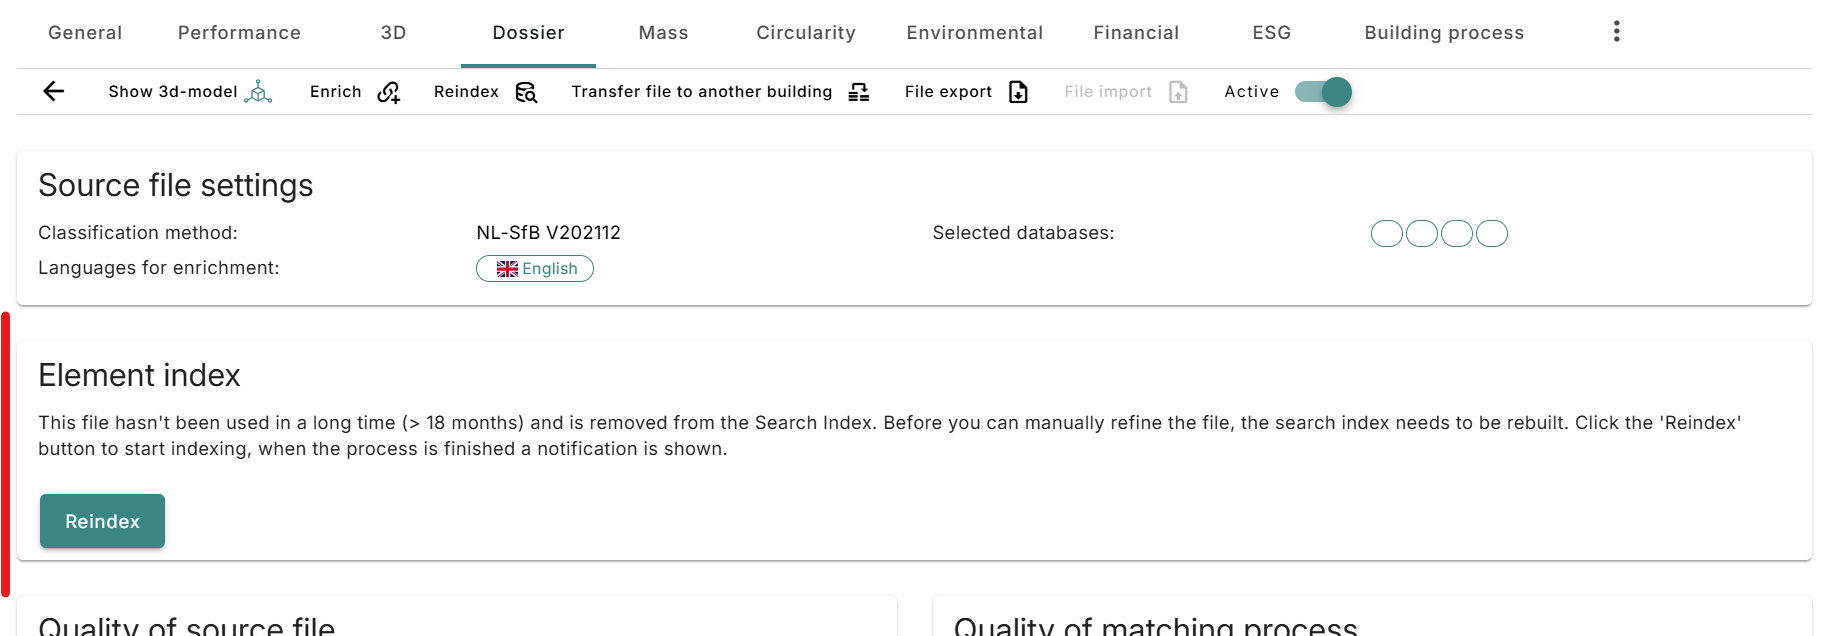 General Performance 3D Dossier Mass Circularity Environmental Financial ESG Building process
Show 3d-model Enrich Reindex Transfer file to another building File export File import Active
Source file settings
Classification method: NL-SfB V202112 Selected databases:
Languages for enrichment: English
Element index
This file hasn't been used in a long time (> 18 months) and is removed from the Search Index. Before you can manually refine the file, the search index needs to be rebuilt. Click the 'Reindex'
button to start indexing, when the process is finished a notification is shown.
Reindex
Quality of source file Quality of matching process